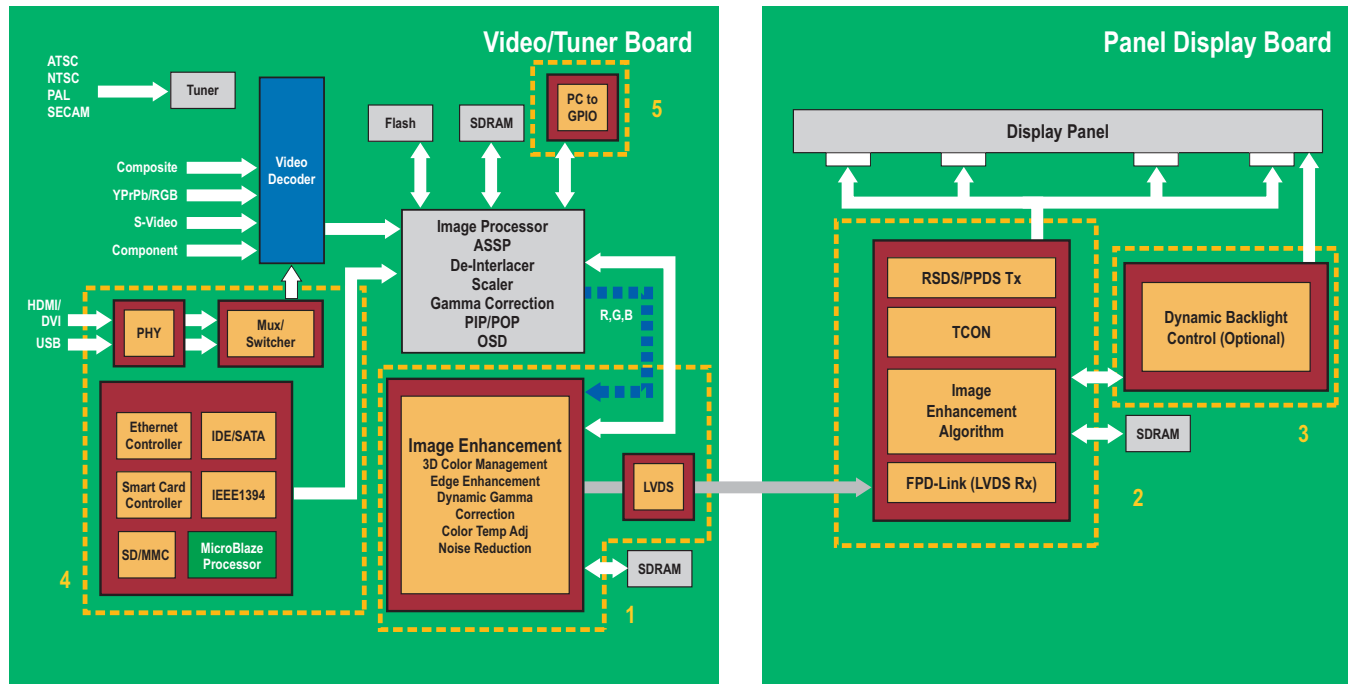 Video/Tuner Board
ATSC
NTSC
PAL
SECAM
Tuner
Composite
YPrPb/RGB
S-Video
Component
Video
Decoder
Flash
SDRAM
PC to
GPIO
5
Image Processor
ASSP
De-Interlacer
Scaler
Gamma Correction
PIP/POP
OSD
HDMI/
DVI
USB
PHY
Mux/
Switcher
R,G,B
Ethernet
Controller
IDE/SATA
Smart Card
Controller
IEEE1394
SD/MMC
MicroBlaze
Processor
4
Image Enhancement
3D Color Management
Edge Enhancement
Dynamic Gamma
Correction
Color Temp Adj
Noise Reduction
LVDS
SDRAM
1
Panel Display Board
Display Panel
RSDS/PPDS Tx
TCON
Image
Enhancement
Algorithm
FPD-Link (LVDS Rx)
2
Dynamic Backlight
Control (Optional)
3
SDRAM